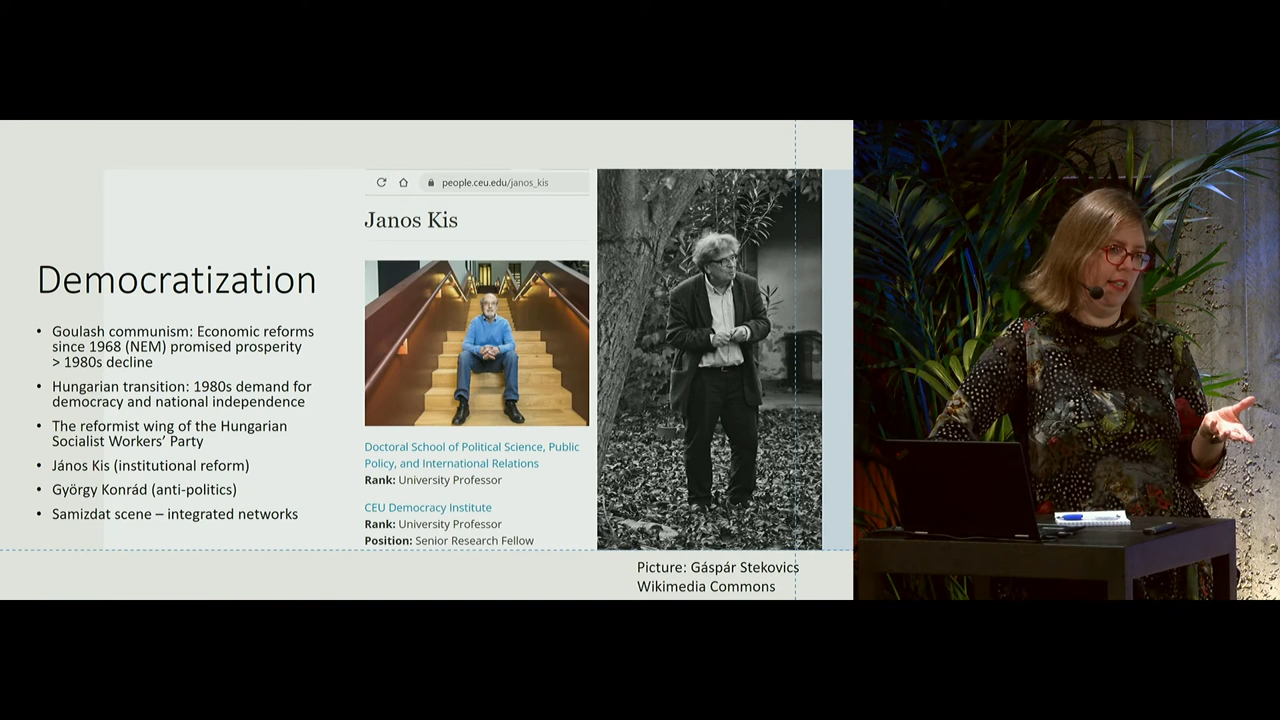 Democratization
• Goulash communism: Economic reforms
since 1968 (NEM) promised prosperity
> 1980s decline
• Hungarian transition: 1980s demand for
democracy and national independence
• The reformist wing of the Hungarian
Socialist Workers' Party
• János Kis (institutional reform)
• György Konrád (anti-politics)
• Samizdat scene – integrated networks
people.ceu.edu/janos_kis
Janos Kis
Doctoral School of Political Science, Public
Policy, and International Relations
Rank: University Professor
CEU Democracy Institute
Rank: University Professor
Position: Senior Research Fellow
Picture: Gáspár Stekovics
Wikimedia Commons